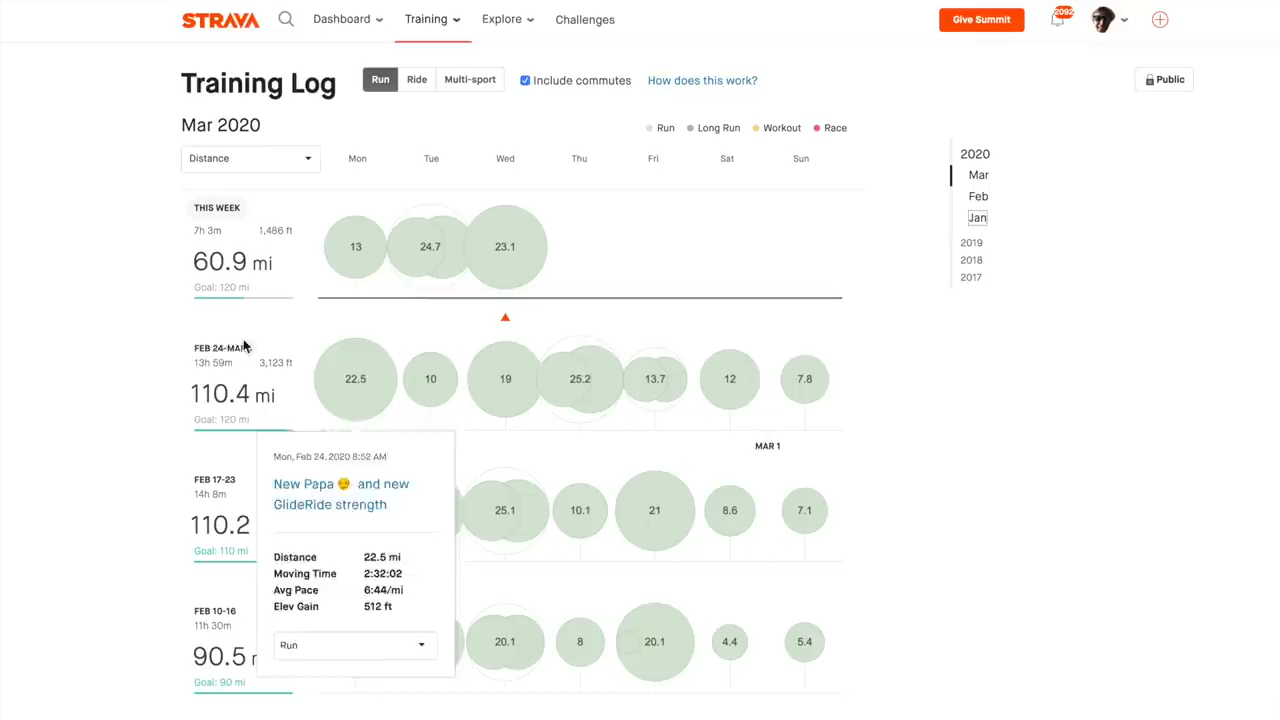 STRAVA Dashboard Training Explore Challenges Give Summit 2092
Training Log Run Ride Multi-sport Include commutes How does this work? Public
Mar 2020
Run Long Run Workout Race
Distance Mon Tue Wed Thu Fri Sat Sun
2020
Mar
Feb
Jan
2019
2018
2017
THIS WEEK
7h 3m 1,486 ft
60.9 mi 13 24.7 23.1
Goal: 120 mi
FEB 24-MAR
13h 59m 3,123 ft
110.4 mi 22.5 10 19 25.2 13.7 12 7.8
Goal: 120 mi
MAR 1
Mon, Feb 24, 2020 8:52 AM
New Papa 😴 and new
GlideRide strength
Distance 22.5 mi
Moving Time 2:32:02
Avg Pace 6:44/mi
Elev Gain 512 ft
Run
FEB 17-23
14h 8m
110.2 25.1 10.1 21 8.6 7.1
Goal: 110 mi
FEB 10-16
11h 30m
90.5 20.1 8 20.1 4.4 5.4
Goal: 90 mi